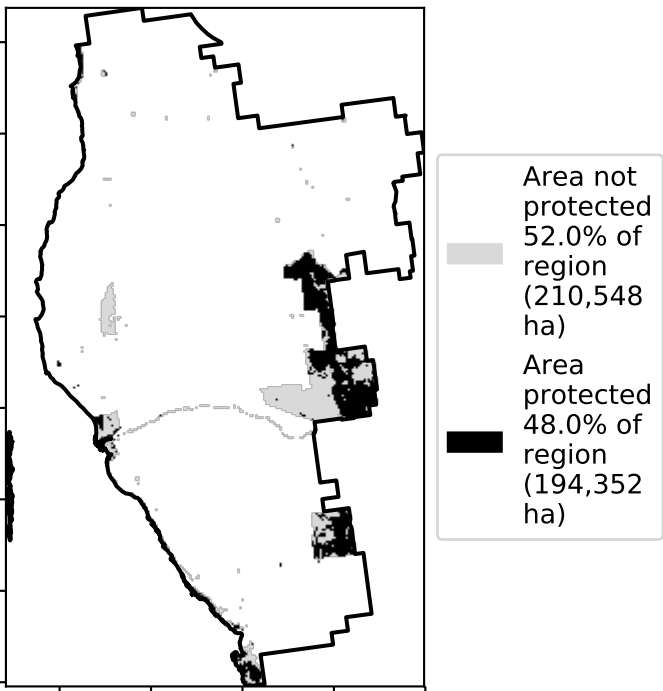 Area not
protected
52.0% of
region
(210,548
ha)
Area
protected
48.0% of
region
(194,352
ha)